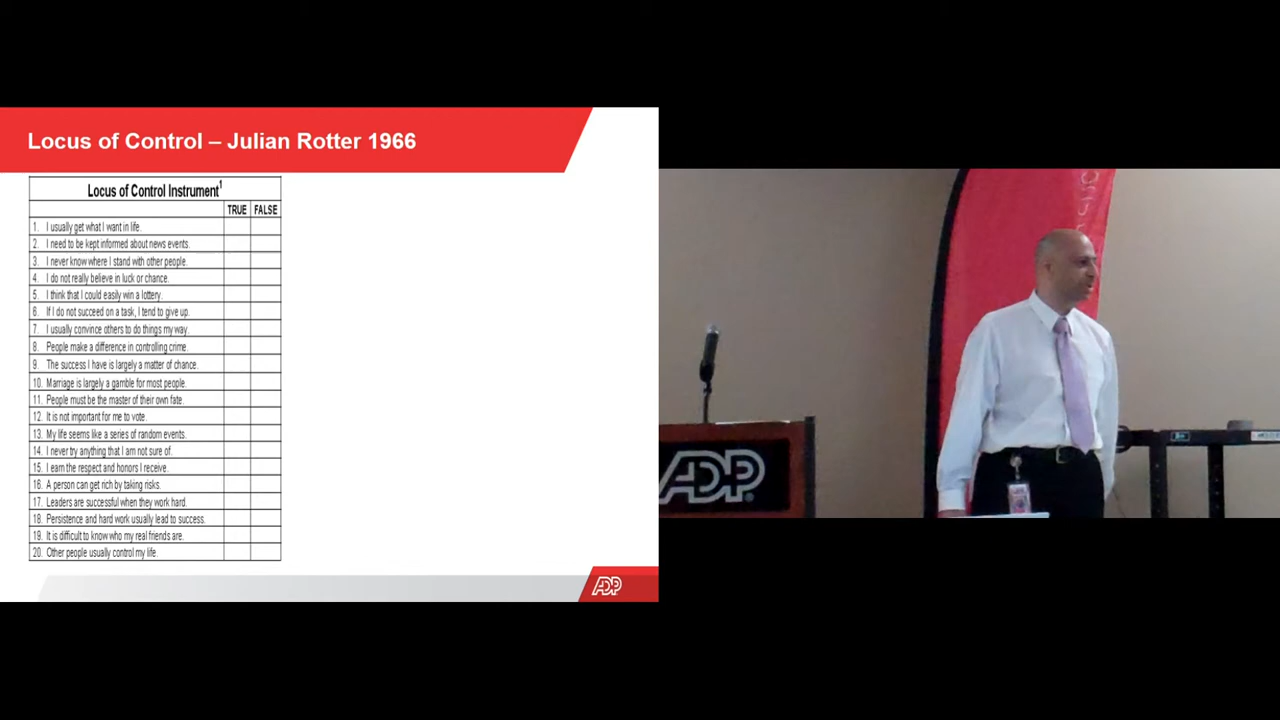 Locus of Control – Julian Rotter 1966
Locus of Control Instrument1
TRUE FALSE
1. I usually get what I want in life.
2. I need to be kept informed about news events.
3. I never know where I stand with other people.
4. I do not really believe in luck or chance.
5. I think that I could easily win a lottery.
6. If I do not succeed on a task, I tend to give up.
7. I usually convince others to do things my way.
8. People make a difference in controlling crime.
9. The success I have is largely a matter of chance.
10. Marriage is largely a gamble for most people.
11. People must be the master of their own fate.
12. It is not important for me to vote.
13. My life seems like a series of random events.
14. I never try anything that I am not sure of.
15. I earn the respect and honors I receive.
16. A person can get rich by taking risks.
17. Leaders are successful when they work hard.
18. Persistence and hard work usually lead to success.
19. It is difficult to know who my real friends are.
20. Other people usually control my life.
ADP
ADP